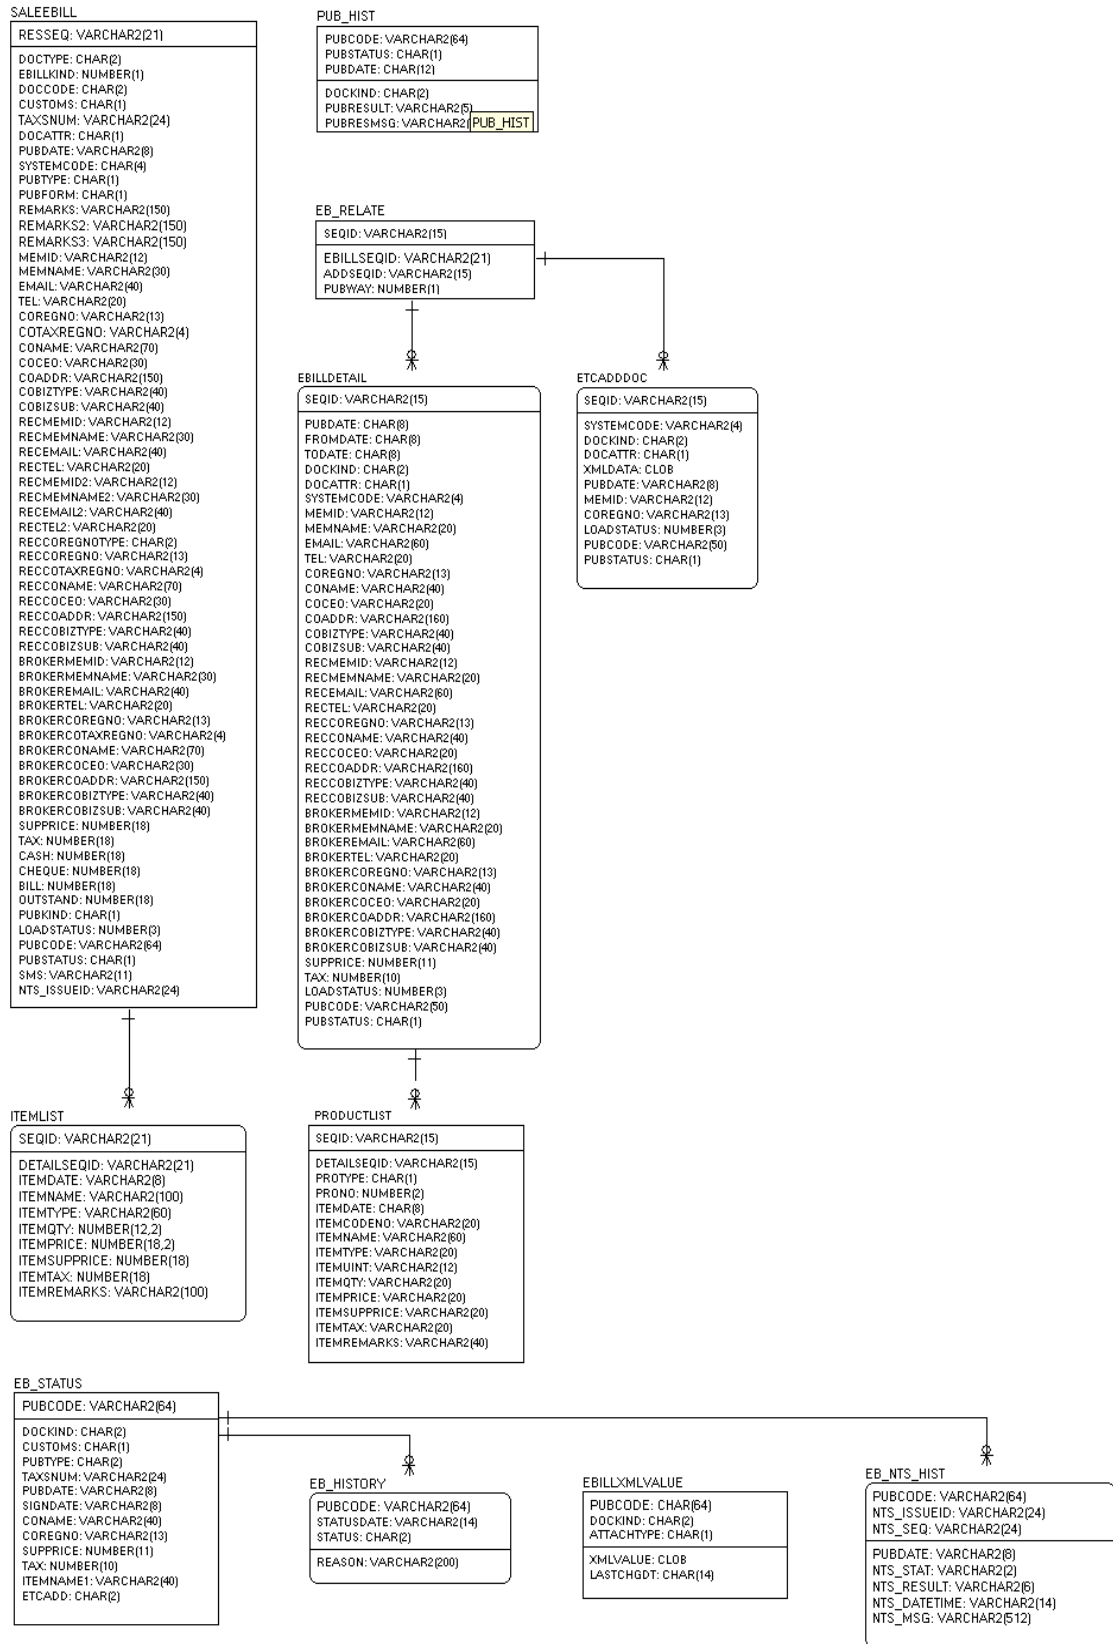 SALEEBILL
RESSEQ: VARCHAR2(21)
DOCTYPE: CHAR(2)
EBILLKIND: NUMBER(1)
DOCCODE: CHAR(2)
CUSTOMS: CHAR(1)
TAXSNUM: VARCHAR2(24)
DOCATTR: CHAR(1)
PUBDATE: VARCHAR2(8)
SYSTEMCODE: CHAR(4)
PUBTYPE: CHAR(1)
PUBFORM: CHAR(1)
REMARKS: VARCHAR2(150)
REMARKS2: VARCHAR2(150)
REMARKS3: VARCHAR2(150)
MEMID: VARCHAR2(12)
MEMNAME: VARCHAR2(30)
EMAIL: VARCHAR2(40)
TEL: VARCHAR2(20)
COREGNO: VARCHAR2(13)
COTAXREGNO: VARCHAR2(4)
CONAME: VARCHAR2(70)
COCEO: VARCHAR2(30)
COADDR: VARCHAR2(150)
COBIZTYPE: VARCHAR2(40)
COBIZSUB: VARCHAR2(40)
RECMEMID: VARCHAR2(12)
RECMEMNAME: VARCHAR2(30)
RECEMAIL: VARCHAR2(40)
RECTEL: VARCHAR2(20)
RECMEMID2: VARCHAR2(12)
RECMEMNAME2: VARCHAR2(30)
RECEMAIL2: VARCHAR2(40)
RECTEL2: VARCHAR2(20)
RECCOREGNOTYPE: CHAR(2)
RECCOREGNO: VARCHAR2(13)
RECCOTAXREGNO: VARCHAR2(4)
RECCONAME: VARCHAR2(70)
RECCOCEO: VARCHAR2(30)
RECCOADDR: VARCHAR2(150)
RECCOBIZTYPE: VARCHAR2(40)
RECCOBIZSUB: VARCHAR2(40)
BROKERMEMID: VARCHAR2(12)
BROKERMEMNAME: VARCHAR2(30)
BROKEREMAIL: VARCHAR2(40)
BROKERTEL: VARCHAR2(20)
BROKERCOREGNO: VARCHAR2(13)
BROKERCOTAXREGNO: VARCHAR2(4)
BROKERCONAME: VARCHAR2(70)
BROKERCOCEO: VARCHAR2(30)
BROKERCOADDR: VARCHAR2(150)
BROKERCOBIZTYPE: VARCHAR2(40)
BROKERCOBIZSUB: VARCHAR2(40)
SUPPRICE: NUMBER(18)
TAX: NUMBER(18)
CASH: NUMBER(18)
CHEQUE: NUMBER(18)
BILL: NUMBER(18)
OUTSTAND: NUMBER(18)
PUBKIND: CHAR(1)
LOADSTATUS: NUMBER(3)
PUBCODE: VARCHAR2(64)
PUBSTATUS: CHAR(1)
SMS: VARCHAR2(11)
NTS_ISSUEID: VARCHAR2(24)
PUB_HIST
PUBCODE: VARCHAR2(64)
PUBSTATUS: CHAR(1)
PUBDATE: CHAR(12)
DOCKIND: CHAR(2)
PUBRESULT: VARCHAR2(5)
PUBRESMSG: VARCHAR2(
PUB_HIST
EB_RELATE
SEQID: VARCHAR2(15)
EBILLSEQID: VARCHAR2(21)
ADDSEQID: VARCHAR2(15)
PUBWAY: NUMBER(1)
EBILLDETAIL
SEQID: VARCHAR2(15)
PUBDATE: CHAR(8)
FROMDATE: CHAR(8)
TODATE: CHAR(8)
DOCKIND: CHAR(2)
DOCATTR: CHAR(1)
SYSTEMCODE: VARCHAR2(4)
MEMID: VARCHAR2(12)
MEMNAME: VARCHAR2(20)
EMAIL: VARCHAR2(60)
TEL: VARCHAR2(20)
COREGNO: VARCHAR2(13)
CONAME: VARCHAR2(40)
COCEO: VARCHAR2(20)
COADDR: VARCHAR2(160)
COBIZTYPE: VARCHAR2(40)
COBIZSUB: VARCHAR2(40)
RECMEMID: VARCHAR2(12)
RECMEMNAME: VARCHAR2(20)
RECEMAIL: VARCHAR2(60)
RECTEL: VARCHAR2(20)
RECCOREGNO: VARCHAR2(13)
RECCONAME: VARCHAR2(40)
RECCOCEO: VARCHAR2(20)
RECCOADDR: VARCHAR2(160)
RECCOBIZTYPE: VARCHAR2(40)
RECCOBIZSUB: VARCHAR2(40)
BROKERMEMID: VARCHAR2(12)
BROKERMEMNAME: VARCHAR2(20)
BROKEREMAIL: VARCHAR2(60)
BROKERTEL: VARCHAR2(20)
BROKERCOREGNO: VARCHAR2(13)
BROKERCONAME: VARCHAR2(40)
BROKERCOCEO: VARCHAR2(20)
BROKERCOADDR: VARCHAR2(160)
BROKERCOBIZTYPE: VARCHAR2(40)
BROKERCOBIZSUB: VARCHAR2(40)
SUPPRICE: NUMBER(11)
TAX: NUMBER(10)
LOADSTATUS: NUMBER(3)
PUBCODE: VARCHAR2(50)
PUBSTATUS: CHAR(1)
ETCADDDOC
SEQID: VARCHAR2(15)
SYSTEMCODE: VARCHAR2(4)
DOCKIND: CHAR(2)
DOCATTR: CHAR(1)
XMLDATA: CLOB
PUBDATE: VARCHAR2(8)
MEMID: VARCHAR2(12)
COREGNO: VARCHAR2(13)
LOADSTATUS: NUMBER(3)
PUBCODE: VARCHAR2(50)
PUBSTATUS: CHAR(1)
ITEMLIST
SEQID: VARCHAR2(21)
DETAILSEQID: VARCHAR2(21)
ITEMDATE: VARCHAR2(8)
ITEMNAME: VARCHAR2(100)
ITEMTYPE: VARCHAR2(60)
ITEMQTY: NUMBER(12,2)
ITEMPRICE: NUMBER(18,2)
ITEMSUPPRICE: NUMBER(18)
ITEMTAX: NUMBER(18)
ITEMREMARKS: VARCHAR2(100)
PRODUCTLIST
SEQID: VARCHAR2(15)
DETAILSEQID: VARCHAR2(15)
PROTYPE: CHAR(1)
PRONO: NUMBER(2)
ITEMDATE: CHAR(8)
ITEMCODENO: VARCHAR2(20)
ITEMNAME: VARCHAR2(60)
ITEMTYPE: VARCHAR2(20)
ITEMUINT: VARCHAR2(12)
ITEMQTY: VARCHAR2(20)
ITEMPRICE: VARCHAR2(20)
ITEMSUPPRICE: VARCHAR2(20)
ITEMTAX: VARCHAR2(20)
ITEMREMARKS: VARCHAR2(40)
EB_STATUS
PUBCODE: VARCHAR2(64)
DOCKIND: CHAR(2)
CUSTOMS: CHAR(1)
PUBTYPE: CHAR(2)
TAXSNUM: VARCHAR2(24)
PUBDATE: VARCHAR2(8)
SIGNDATE: VARCHAR2(8)
CONAME: VARCHAR2(40)
COREGNO: VARCHAR2(13)
SUPPRICE: NUMBER(11)
TAX: NUMBER(10)
ITEMNAME1: VARCHAR2(40)
ETCADD: CHAR(2)
EB_HISTORY
PUBCODE: VARCHAR2(64)
STATUSDATE: VARCHAR2(14)
STATUS: CHAR(2)
REASON: VARCHAR2(200)
EBILLXMLVALUE
PUBCODE: CHAR(64)
DOCKIND: CHAR(2)
ATTACHTYPE: CHAR(1)
XMLVALUE: CLOB
LASTCHGDT: CHAR(14)
EB_NTS_HIST
PUBCODE: VARCHAR2(64)
NTS_ISSUEID: VARCHAR2(24)
NTS_SEQ: VARCHAR2(24)
PUBDATE: VARCHAR2(8)
NTS_STAT: VARCHAR2(2)
NTS_RESULT: VARCHAR2(6)
NTS_DATETIME: VARCHAR2(14)
NTS_MSG: VARCHAR2(512)